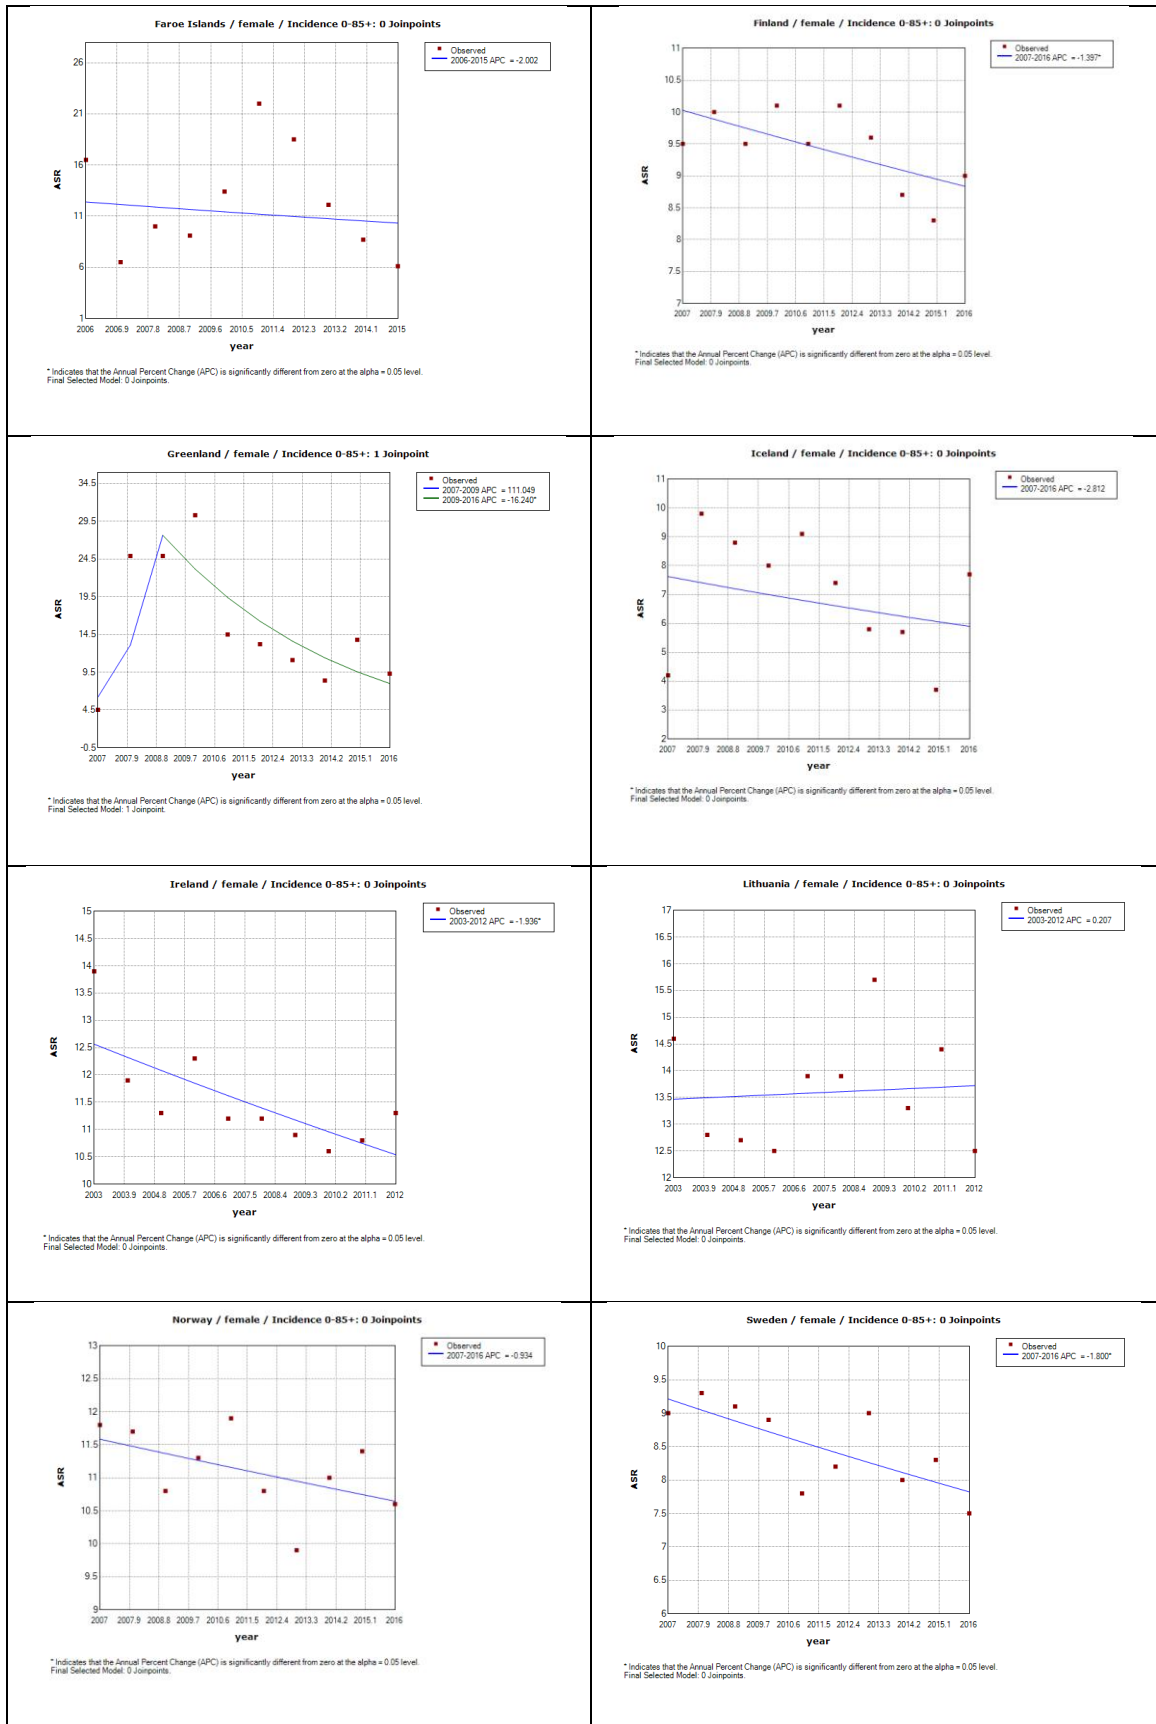 Faroe Islands / female / Incidence 0-85+: 0 Joinpoints
Observed
2006-2015 APC = -2.002
ASR
26
21
16
11
6
1
2006 2006.9 2007.8 2008.7 2009.6 2010.5 2011.4 2012.3 2013.2 2014.1 2015
year
* Indicates that the Annual Percent Change (APC) is significantly different from zero at the alpha = 0.05 level.
Final Selected Model: 0 Joinpoints.
Finland / female / Incidence 0-85+: 0 Joinpoints
Observed
2007-2016 APC = -1.397*
ASR
11
10.5
10
9.5
9
8.5
8
7.5
7
2007 2007.9 2008.8 2009.7 2010.6 2011.5 2012.4 2013.3 2014.2 2015.1 2016
year
* Indicates that the Annual Percent Change (APC) is significantly different from zero at the alpha = 0.05 level.
Final Selected Model: 0 Joinpoints.
Greenland / female / Incidence 0-85+: 1 Joinpoint
Observed
2007-2009 APC = 111.049
2009-2016 APC = -16.240*
ASR
34.5
29.5
24.5
19.5
14.5
9.5
4.5
-0.5
2007 2007.9 2008.8 2009.7 2010.6 2011.5 2012.4 2013.3 2014.2 2015.1 2016
year
* Indicates that the Annual Percent Change (APC) is significantly different from zero at the alpha = 0.05 level.
Final Selected Model: 1 Joinpoint.
Iceland / female / Incidence 0-85+: 0 Joinpoints
Observed
2007-2016 APC = -2.812
ASR
11
10
9
8
7
6
5
4
3
2
2007 2007.9 2008.8 2009.7 2010.6 2011.5 2012.4 2013.3 2014.2 2015.1 2016
year
* Indicates that the Annual Percent Change (APC) is significantly different from zero at the alpha = 0.05 level.
Final Selected Model: 0 Joinpoints.
Ireland / female / Incidence 0-85+: 0 Joinpoints
Observed
2003-2012 APC = -1.936*
ASR
15
14.5
14
13.5
13
12.5
12
11.5
11
10.5
10
2003 2003.9 2004.8 2005.7 2006.6 2007.5 2008.4 2009.3 2010.2 2011.1 2012
year
* Indicates that the Annual Percent Change (APC) is significantly different from zero at the alpha = 0.05 level.
Final Selected Model: 0 Joinpoints.
Lithuania / female / Incidence 0-85+: 0 Joinpoints
Observed
2003-2012 APC = 0.207
ASR
17
16.5
16
15.5
15
14.5
14
13.5
13
12.5
12
2003 2003.9 2004.8 2005.7 2006.6 2007.5 2008.4 2009.3 2010.2 2011.1 2012
year
* Indicates that the Annual Percent Change (APC) is significantly different from zero at the alpha = 0.05 level.
Final Selected Model: 0 Joinpoints.
Norway / female / Incidence 0-85+: 0 Joinpoints
Observed
2007-2016 APC = -0.934
ASR
13
12.5
12
11.5
11
10.5
10
9.5
9
2007 2007.9 2008.8 2009.7 2010.6 2011.5 2012.4 2013.3 2014.2 2015.1 2016
year
* Indicates that the Annual Percent Change (APC) is significantly different from zero at the alpha = 0.05 level.
Final Selected Model: 0 Joinpoints.
Sweden / female / Incidence 0-85+: 0 Joinpoints
Observed
2007-2016 APC = -1.800*
ASR
10
9.5
9
8.5
8
7.5
7
6.5
6
2007 2007.9 2008.8 2009.7 2010.6 2011.5 2012.4 2013.3 2014.2 2015.1 2016
year
* Indicates that the Annual Percent Change (APC) is significantly different from zero at the alpha = 0.05 level.
Final Selected Model: 0 Joinpoints.